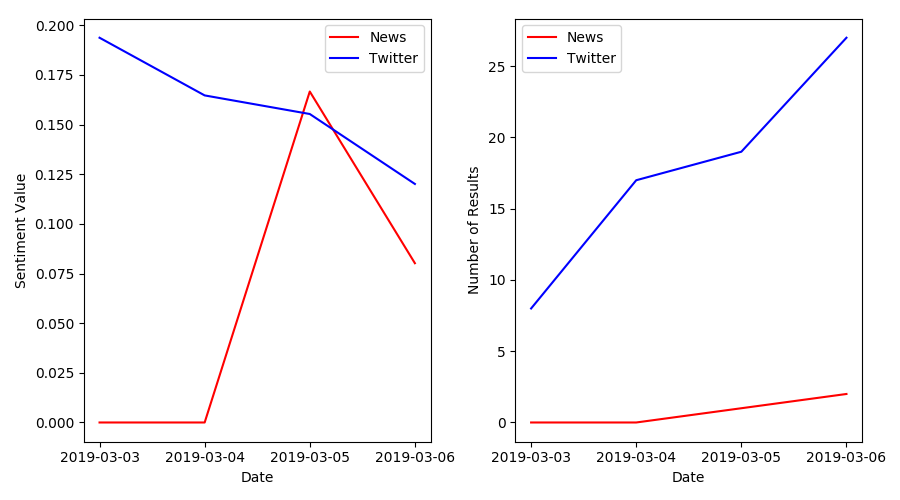 0.200
0.175
0.150
0.125
0.100
0.075
0.050
0.025
0.000
Sentiment Value
News
Twitter
2019-03-03 2019-03-04 2019-03-05 2019-03-06
Date
25
20
15
10
5
0
Number of Results
News
Twitter
2019-03-03 2019-03-04 2019-03-05 2019-03-06
Date